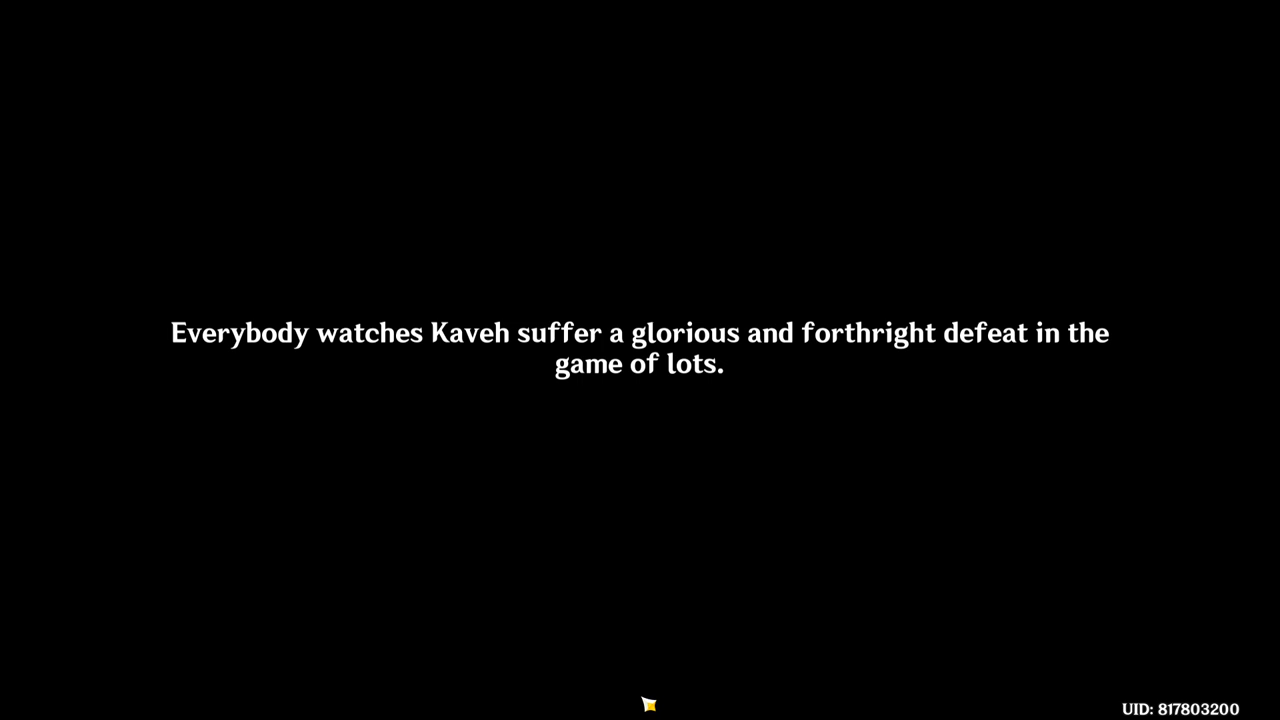 Everybody watches Kaveh suffer a glorious and forthright defeat in the
game of lots.
UID: 817803200